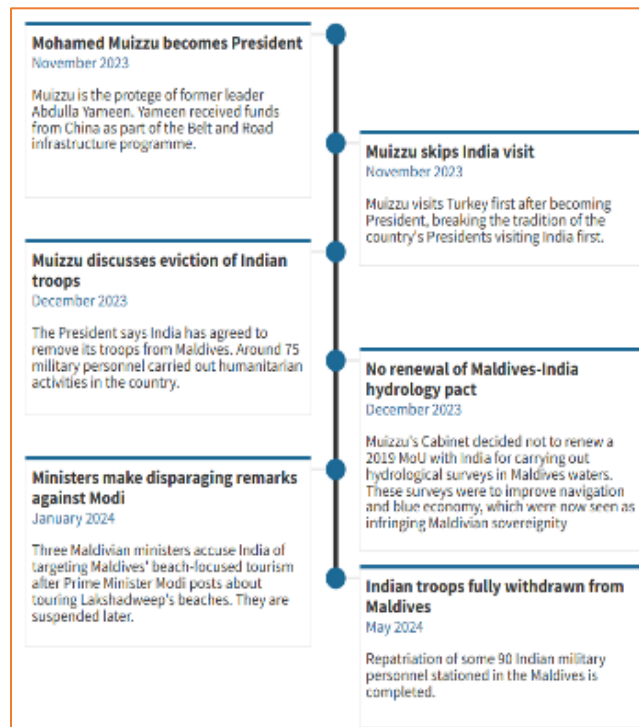 Mohamed Muizzu becomes President
November 2023
Muizzu is the protege of former leader
Abdulla Yameen. Yameen received funds
from China as part of the Belt and Road
infrastructure programme.
Muizzu skips India visit
November 2023
Muizzu visits Turkey first after becoming
President, breaking the tradition of the
country's Presidents visiting India first.
Muizzu discusses eviction of Indian
troops
December 2023
The President says India has agreed to
remove its troops from Maldives. Around 75
military personnel carried out humanitarian
activities in the country.
No renewal of Maldives-India
hydrology pact
December 2023
Muizzu's Cabinet decided not to renew a
2019 MoU with India for carrying out
hydrological surveys in Maldives waters.
These surveys were to improve navigation
and blue economy, which were now seen as
infringing Maldivian sovereignity
Ministers make disparaging remarks
against Modi
January 2024
Three Maldivian ministers accuse India of
targeting Maldives' beach-focused tourism
after Prime Minister Modi posts about
touring Lakshadweep's beaches. They are
suspended later.
Indian troops fully withdrawn from
Maldives
May 2024
Repatriation of some 90 Indian military
personnel stationed in the Maldives is
completed.